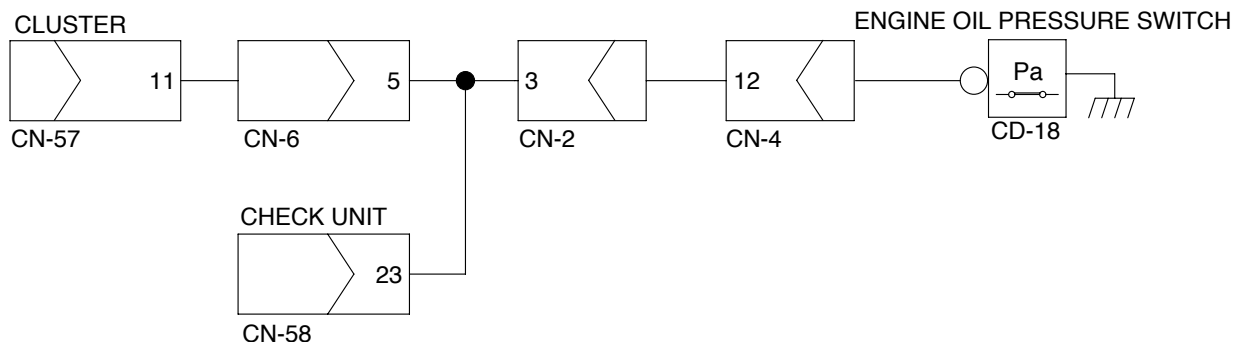 CLUSTER
11
CN-57
5
CN-6
3
CN-2
12
CN-4
ENGINE OIL PRESSURE SWITCH
Pa
CD-18
CHECK UNIT
23
CN-58